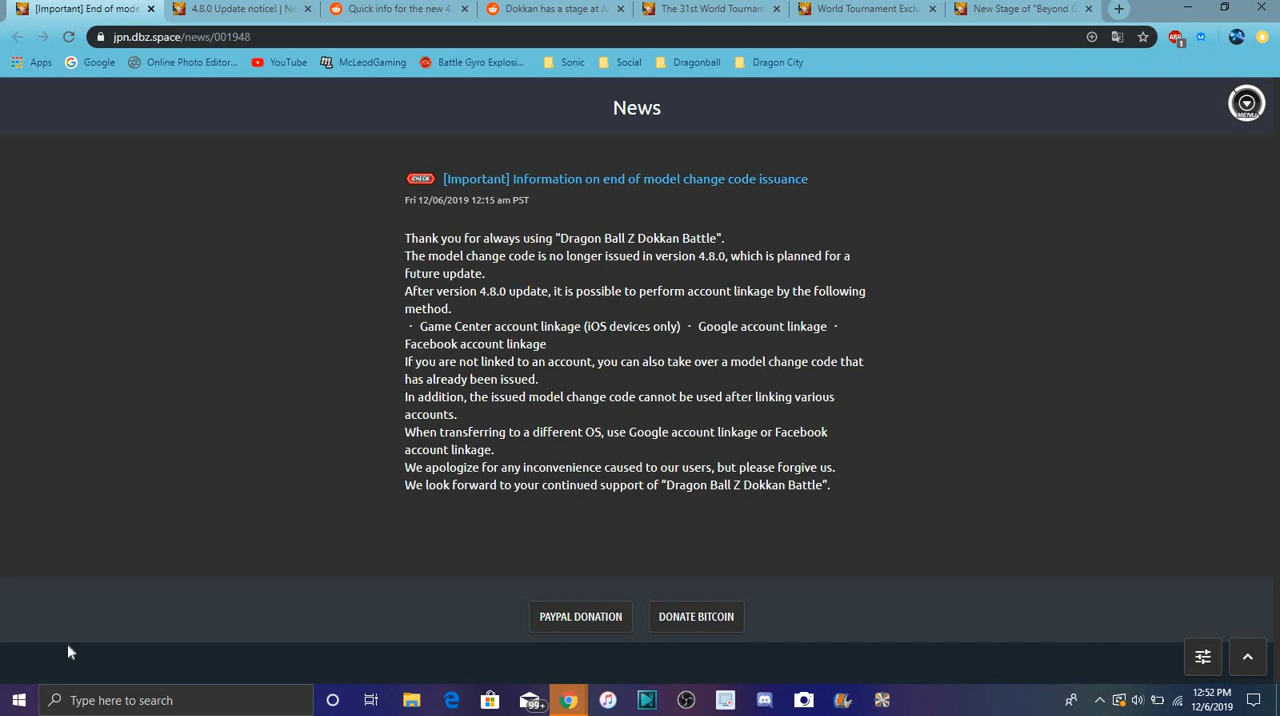 [Important] End of mode
4.8.0 Update notice! | Ne
Quick info for the new 4.
Dokkan has a stage at Ju
The 31st World Tourname
World Tournament Exclu
New Stage of "Beyond G
jpn.dbz.space/news/001948
Apps
Google
Online Photo Editor...
YouTube
McLeodGaming
Battle Gyro Explosi...
Sonic
Social
Dragonball
Dragon City
News
MENU
CHECK [Important] Information on end of model change code issuance
Fri 12/06/2019 12:15 am PST
Thank you for always using "Dragon Ball Z Dokkan Battle".
The model change code is no longer issued in version 4.8.0, which is planned for a
future update.
After version 4.8.0 update, it is possible to perform account linkage by the following
method.
・ Game Center account linkage (iOS devices only) ・ Google account linkage ・
Facebook account linkage
If you are not linked to an account, you can also take over a model change code that
has already been issued.
In addition, the issued model change code cannot be used after linking various
accounts.
When transferring to a different OS, use Google account linkage or Facebook
account linkage.
We apologize for any inconvenience caused to our users, but please forgive us.
We look forward to your continued support of “Dragon Ball Z Dokkan Battle”.
PAYPAL DONATION
DONATE BITCOIN
Type here to search
99+
12:52 PM
12/6/2019